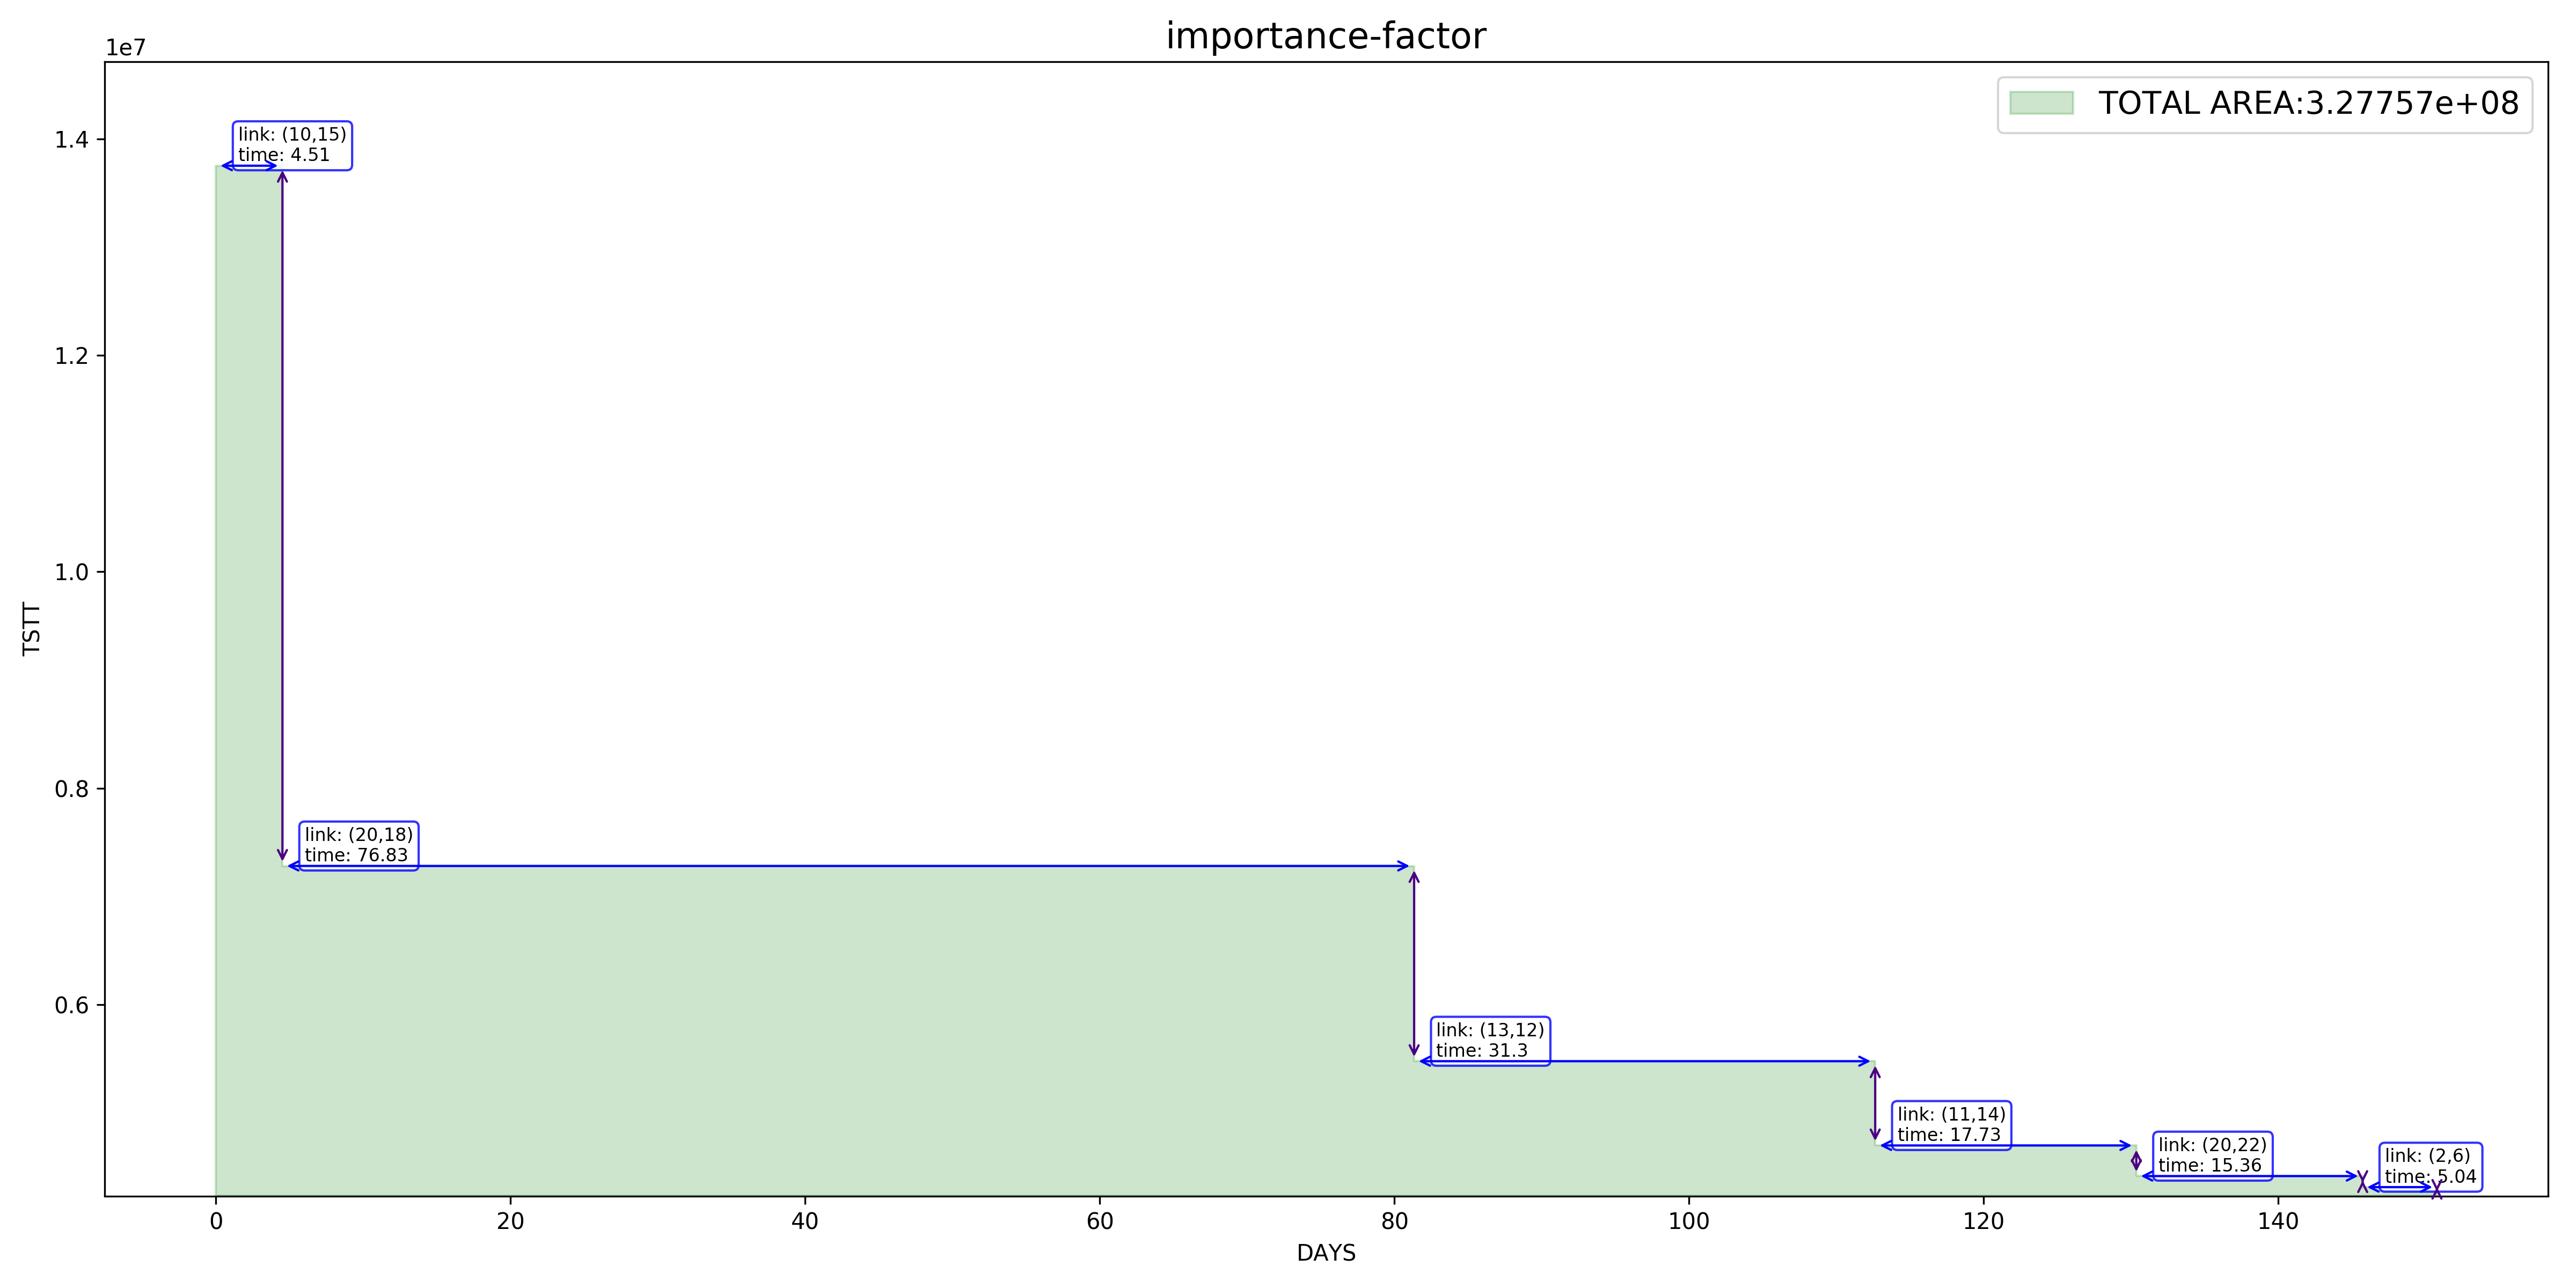 importance-factor
1e7
TOTAL AREA:3.27757e+08
1.4
1.2
1.0
0.8
0.6
TSTT
link: (10,15)
time: 4.51
link: (20,18)
time: 76.83
link: (13,12)
time: 31.3
link: (11,14)
time: 17.73
link: (20,22)
time: 15.36
link: (2,6)
time: 5.04
0
20
40
60
80
100
120
140
DAYS